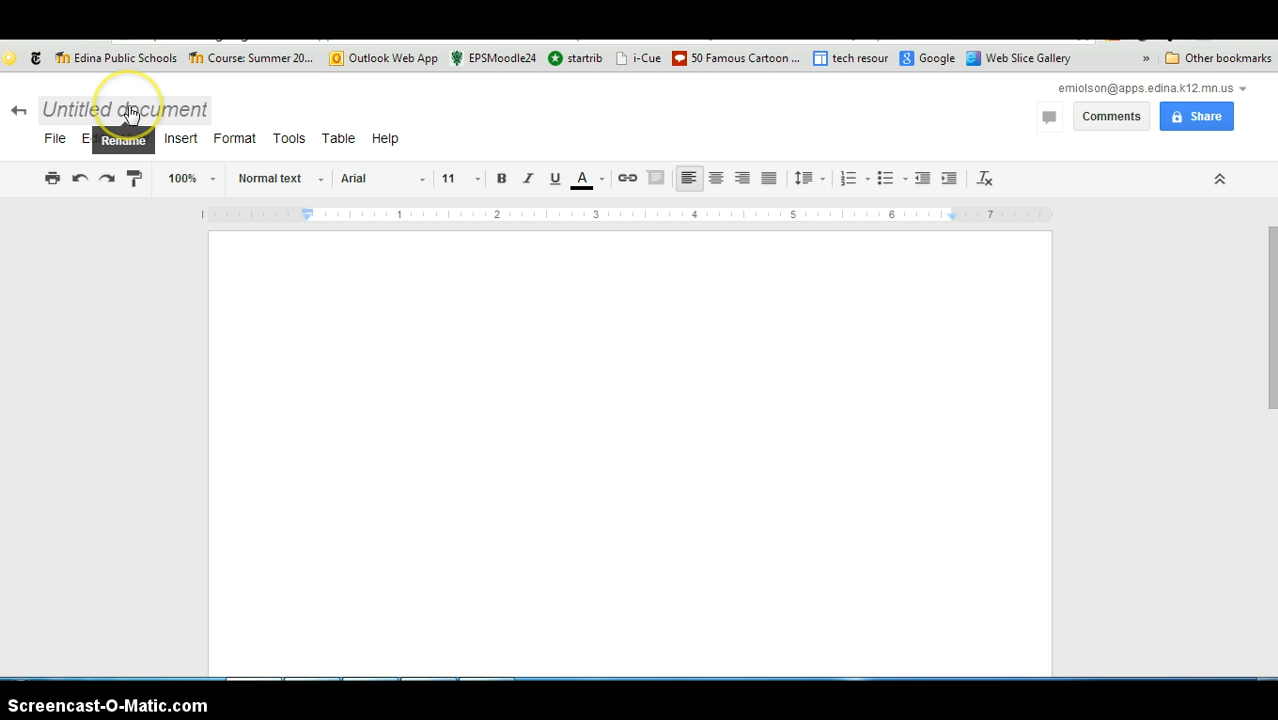 Edina Public Schools Course: Summer 20... Outlook Web App EPSMoodle24 startrib i-Cue 50 Famous Cartoon ... tech resour Google Web Slice Gallery » Other bookmarks
emiolson@apps.edina.k12.mn.us
Untitled document
Comments Share
File Insert Format Tools Table Help
Rename
100% Normal text Arial 11 B I U A
1 2 3 4 5 6 7
Screencast-O-Matic.com